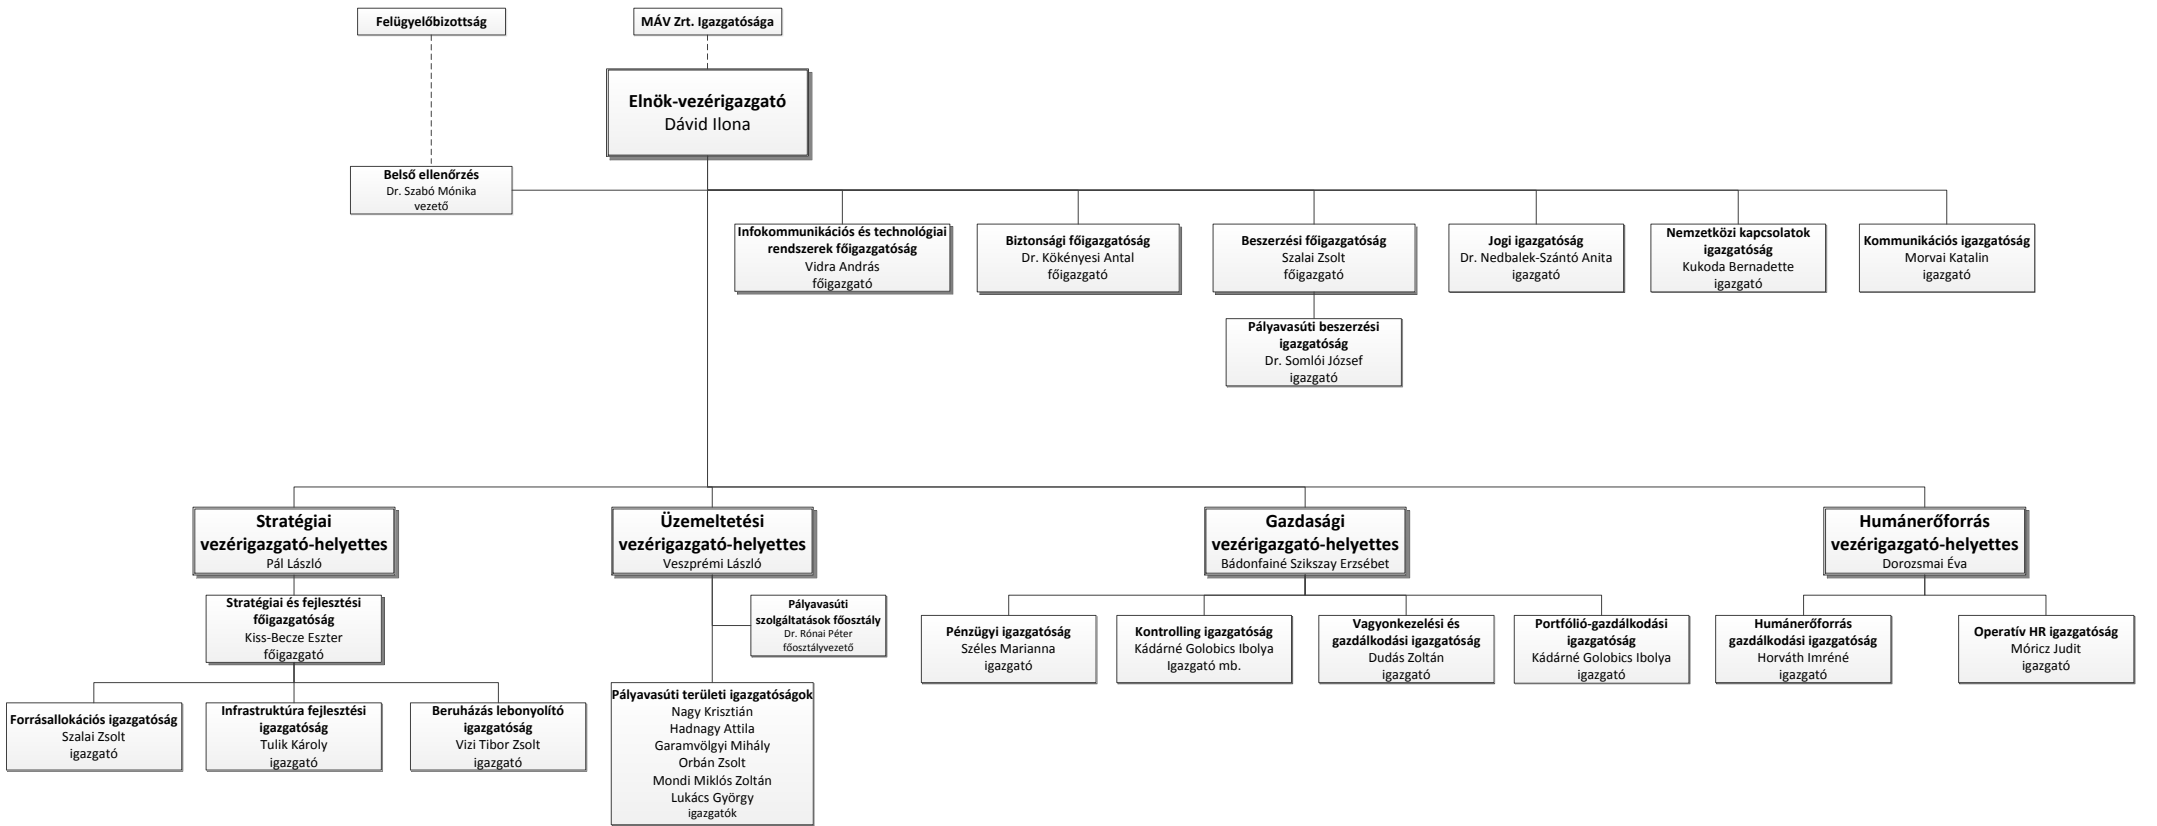 Felügyelőbizottság
MÁV Zrt. Igazgatósága
Elnök-vezérigazgató
Dávid Ilona
Belső ellenőrzés
Dr. Szabó Mónika
vezető
Infokommunikációs és technológiai
rendszerek főigazgatóság
Vidra András
főigazgató
Biztonsági főigazgatóság
Dr. Kökényesi Antal
főigazgató
Beszerzési főigazgatóság
Szalai Zsolt
főigazgató
Jogi igazgatóság
Dr. Nedbalek-Szántó Anita
igazgató
Nemzetközi kapcsolatok
igazgatóság
Kukoda Bernadette
igazgató
Kommunikációs igazgatóság
Morvai Katalin
igazgató
Pályavasúti beszerzési
igazgatóság
Dr. Somlói József
igazgató
Stratégiai
vezérigazgató-helyettes
Pál László
Üzemeltetési
vezérigazgató-helyettes
Veszprémi László
Gazdasági
vezérigazgató-helyettes
Bádonfainé Szikszay Erzsébet
Humánerőforrás
vezérigazgató-helyettes
Dorozsmai Éva
Stratégiai és fejlesztési
főigazgatóság
Kiss-Becze Eszter
főigazgató
Pályavasúti
szolgáltatások főosztály
Dr. Rónai Péter
főosztályvezető
Pénzügyi igazgatóság
Széles Marianna
igazgató
Kontrolling igazgatóság
Kádárné Golobics Ibolya
Igazgató mb.
Vagyonkezelési és
gazdálkodási igazgatóság
Dudás Zoltán
igazgató
Portfólió-gazdálkodási
igazgatóság
Kádárné Golobics Ibolya
igazgató
Humánerőforrás
gazdálkodási igazgatóság
Horváth Imréné
igazgató
Operatív HR igazgatóság
Móricz Judit
igazgató
Forrásallokációs igazgatóság
Szalai Zsolt
igazgató
Infrastruktúra fejlesztési
igazgatóság
Tulik Károly
igazgató
Beruházás lebonyolító
igazgatóság
Vizi Tibor Zsolt
igazgató
Pályavasúti területi igazgatóságok
Nagy Krisztián
Hadnagy Attila
Garamvölgyi Mihály
Orbán Zsolt
Mondi Miklós Zoltán
Lukács György
igazgatók